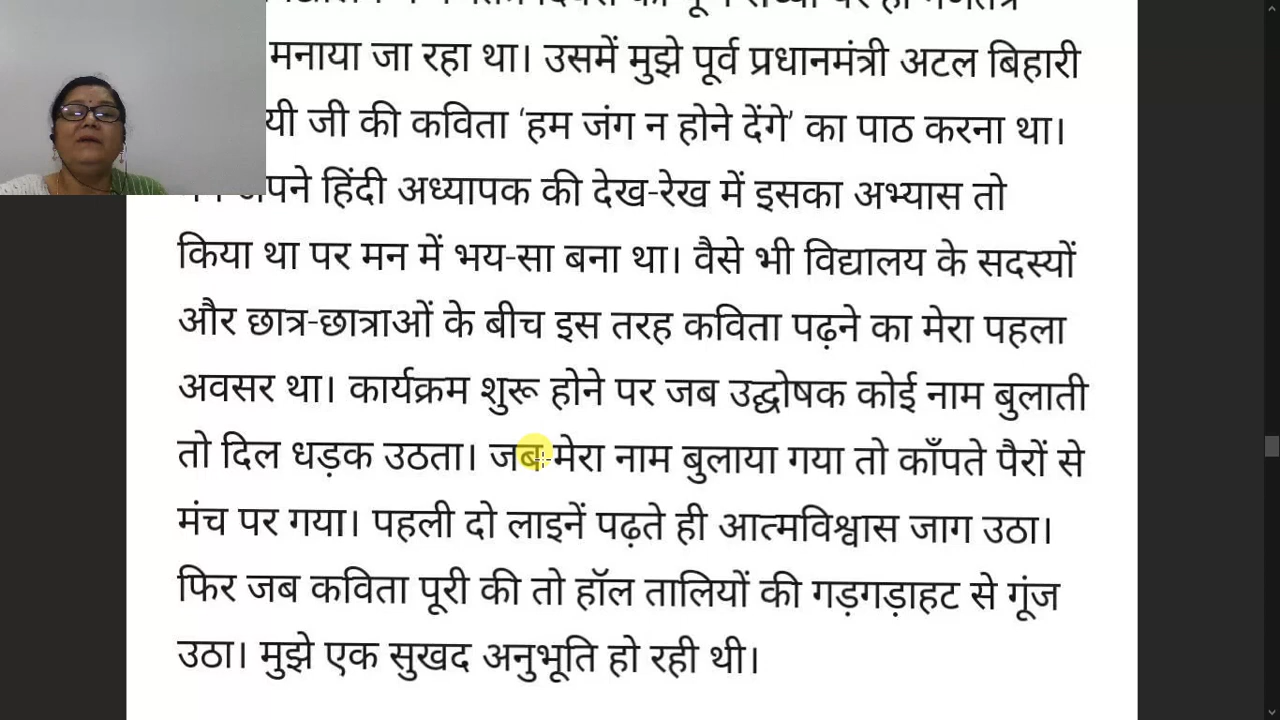 मनाया जा रहा था। उसमें मुझे पूर्व प्रधानमंत्री अटल बिहारी
यी जी की कविता ‘हम जंग न होने देंगे’ का पाठ करना था।
अपने हिंदी अध्यापक की देख-रेख में इसका अभ्यास तो
किया था पर मन में भय-सा बना था। वैसे भी विद्यालय के सदस्यों
और छात्र-छात्राओं के बीच इस तरह कविता पढ़ने का मेरा पहला
अवसर था। कार्यक्रम शुरू होने पर जब उद्घोषक कोई नाम बुलाती
तो दिल धड़क उठता। जब मेरा नाम बुलाया गया तो काँपते पैरों से
मंच पर गया। पहली दो लाइनें पढ़ते ही आत्मविश्वास जाग उठा।
फिर जब कविता पूरी की तो हॉल तालियों की गड़गड़ाहट से गूंज
उठा। मुझे एक सुखद अनुभूति हो रही थी।